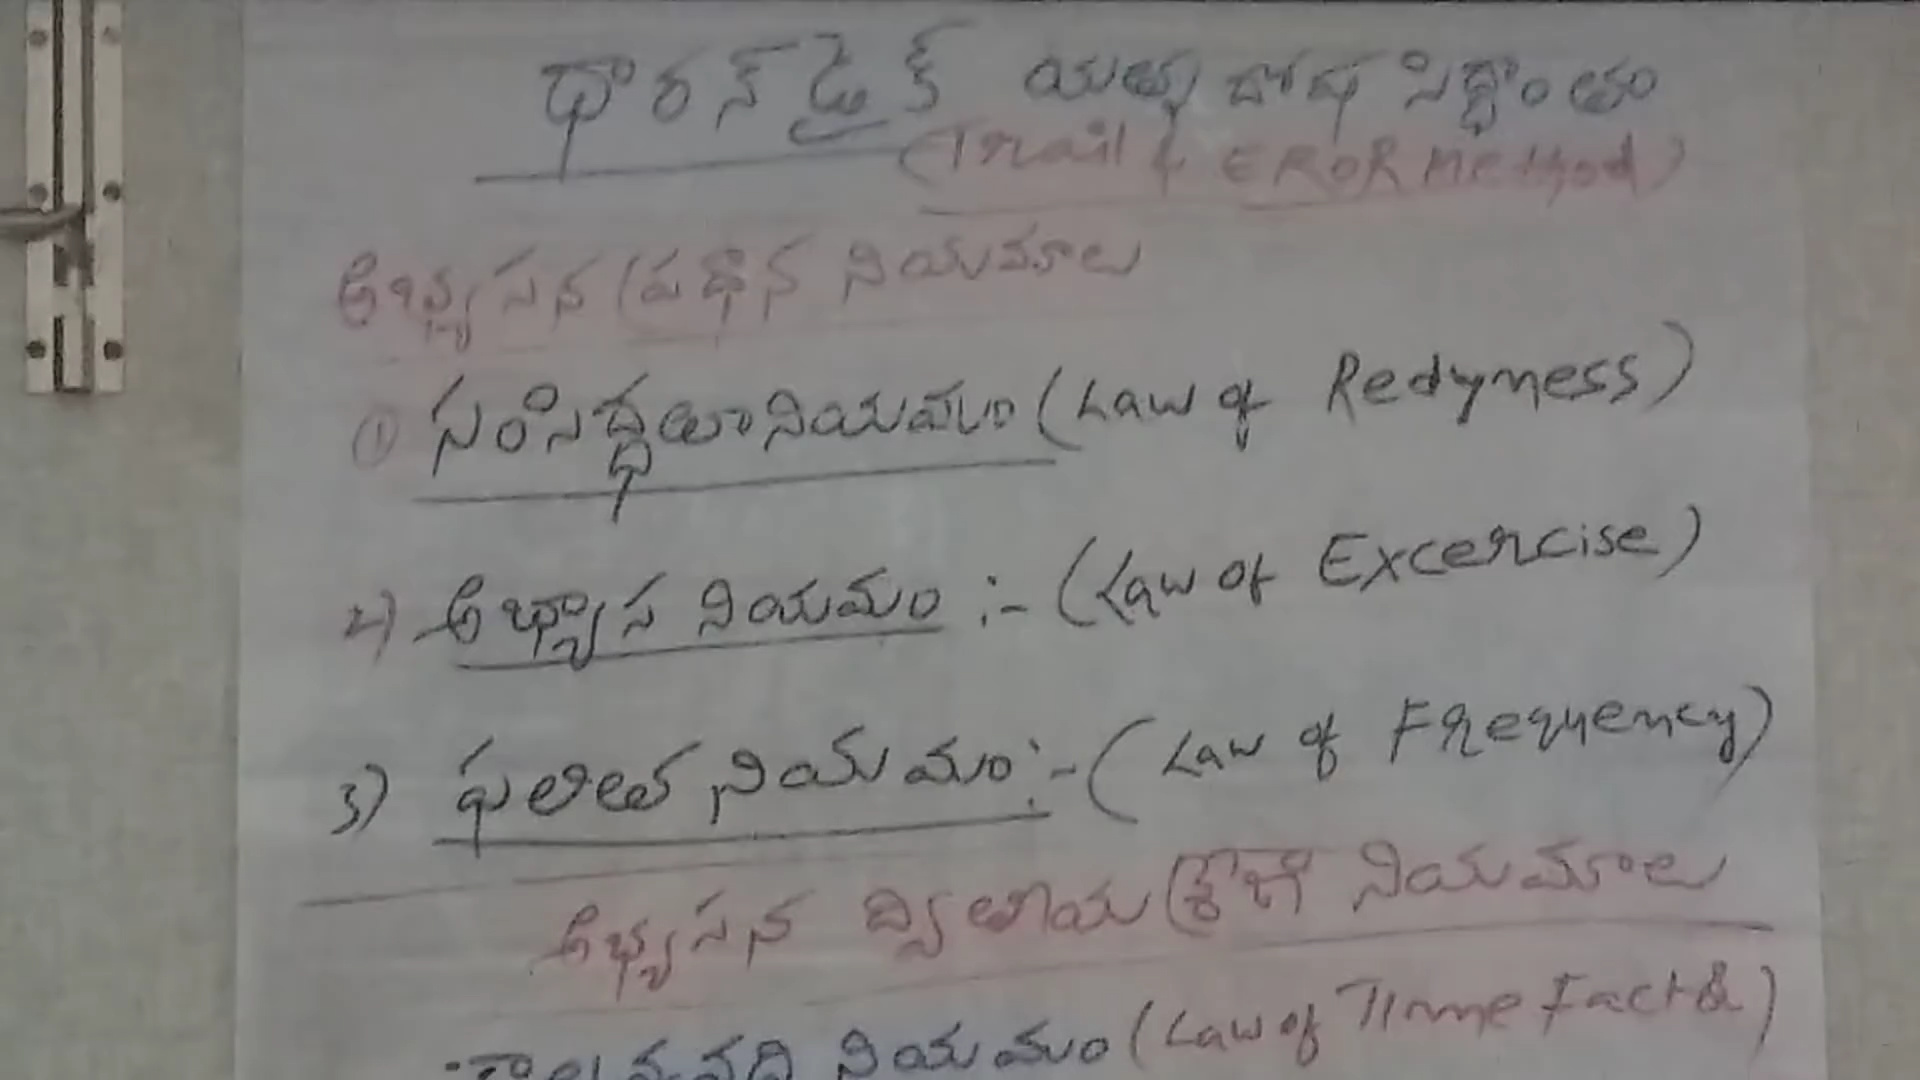 థారన్ డైక్ యత్న దోష సిద్ధాంతం
(Trail & ERROR Method)
అభ్యసన ప్రధాన నియమాలు
① సంసిద్ధతా నియమం (Law of Redyness)
2) అభ్యాస నియమం :- (Law of Excercise)
3) ఫలిత నియమం :- (Law of Frequency)
అభ్యసన ద్వితీయ శ్రేణి నియమాలు
నియమం (Law of Time Factor)